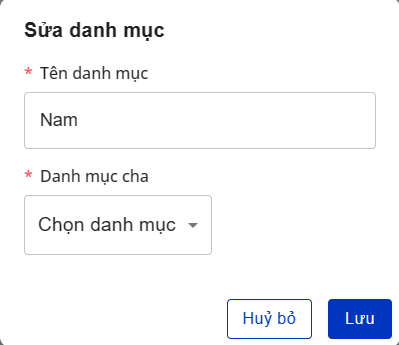 Sửa danh mục
* Tên danh mục
Nam
* Danh mục cha
Chọn danh mục
Huỷ bỏ
Lưu